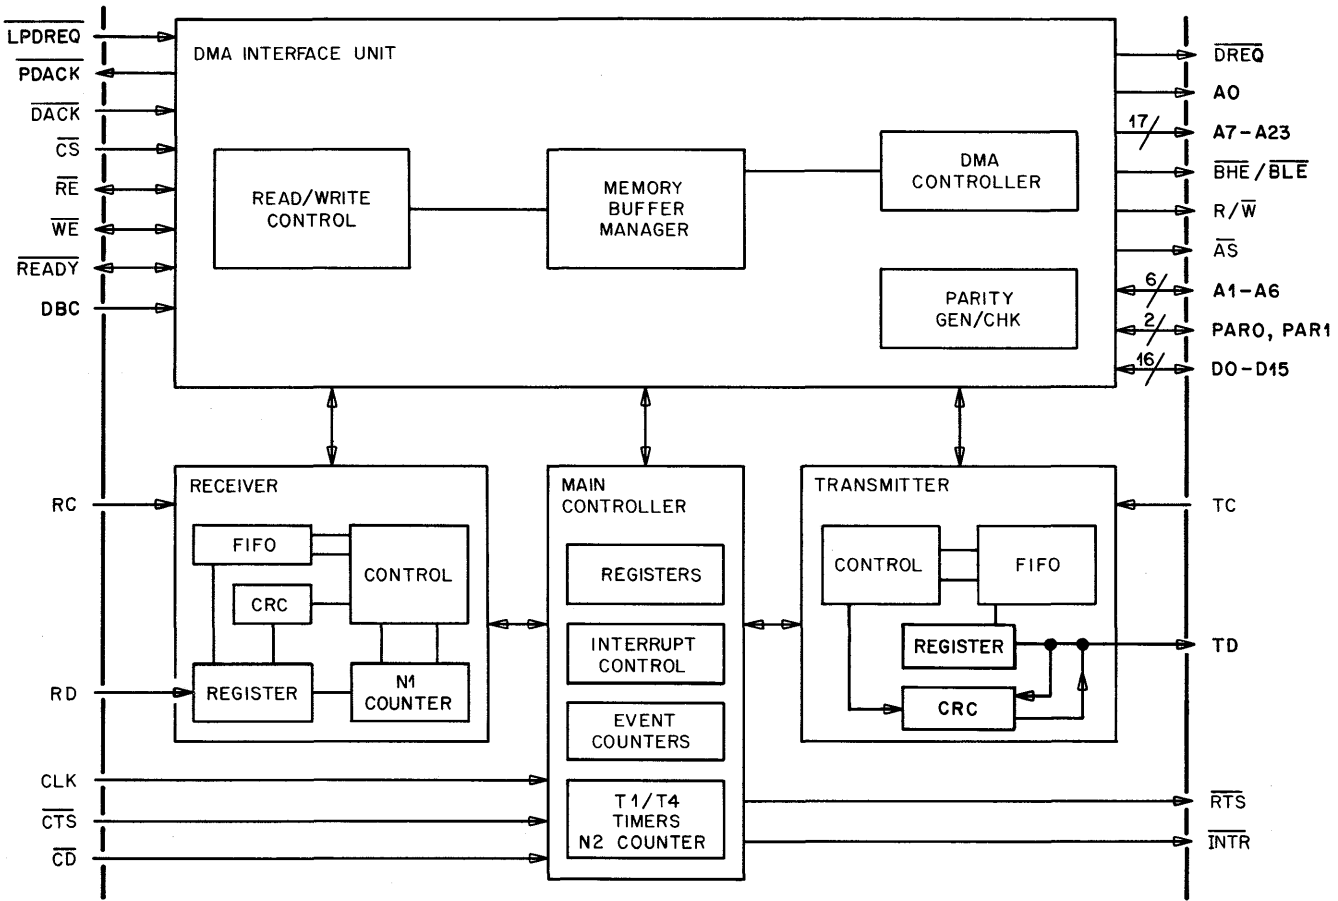 LPDREQ
PDACK
DACK
CS
RE
WE
READY
DBC
DMA INTERFACE UNIT
READ/WRITE
CONTROL
MEMORY
BUFFER
MANAGER
DMA
CONTROLLER
PARITY
GEN/CHK
DREQ
A0
17
A7-A23
BHE/BLE
R/W
AS
6
A1-A6
2
PAR0, PAR1
16
D0-D15
RC
RD
RECEIVER
FIFO
CONTROL
CRC
REGISTER
N1
COUNTER
MAIN
CONTROLLER
REGISTERS
INTERRUPT
CONTROL
EVENT
COUNTERS
T1/T4
TIMERS
N2 COUNTER
TRANSMITTER
CONTROL
FIFO
REGISTER
CRC
TC
TD
CLK
CTS
CD
RTS
INTR